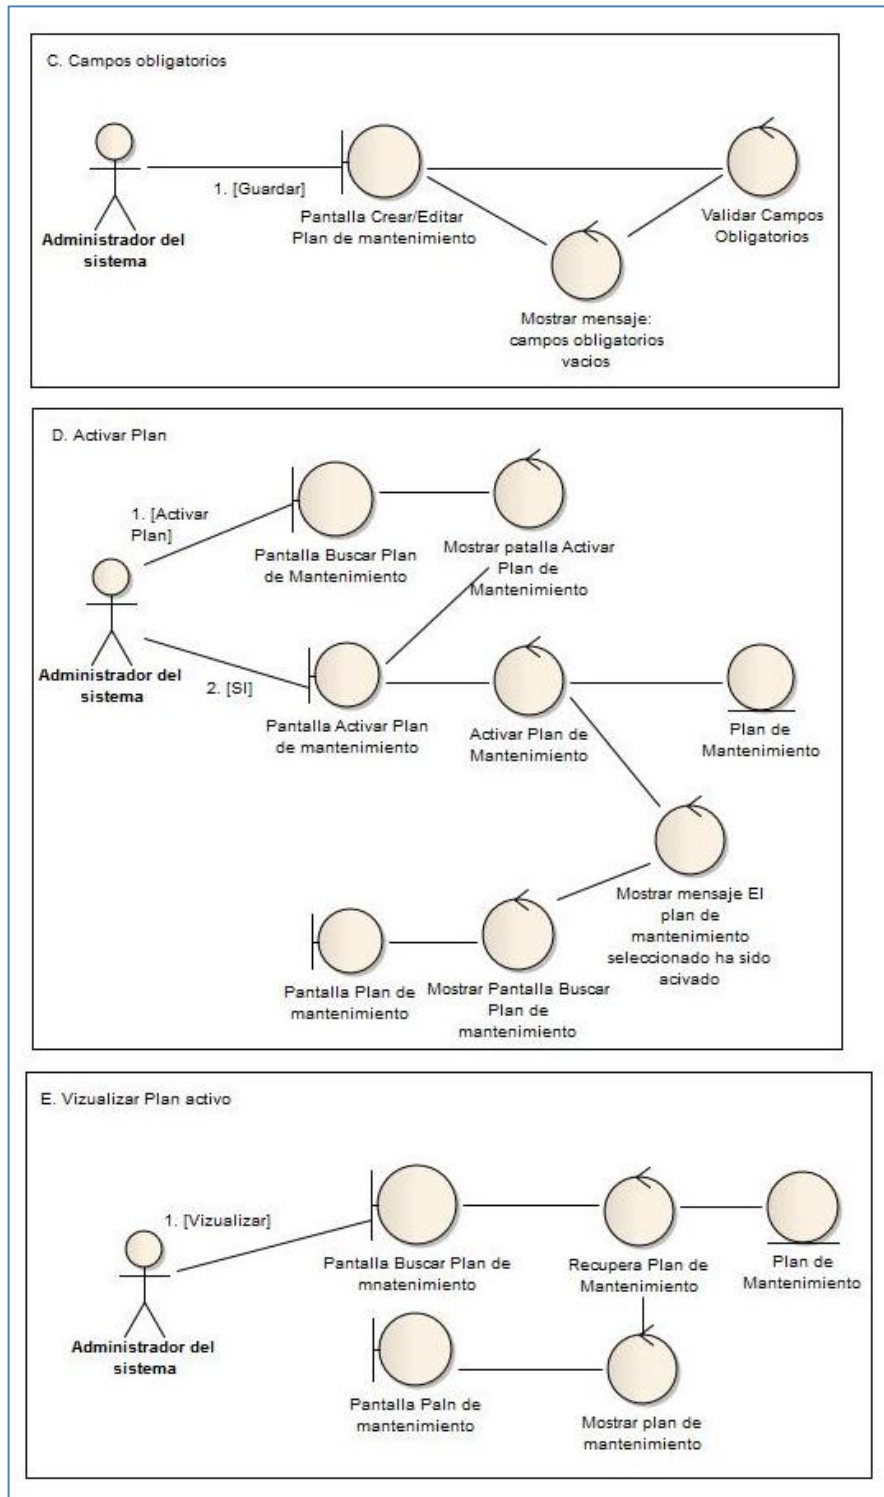 C. Campos obligatorios
1. [Guardar]
Administrador del
sistema
Pantalla Crear/Editar
Plan de mantenimiento
Validar Campos
Obligatorios
Mostrar mensaje:
campos obligatorios
vacios
D. Activar Plan
1. [Activar
Plan]
Pantalla Buscar Plan
de Mantenimiento
Mostrar patalla Activar
Plan de
Mantenimiento
Administrador del
sistema
2. [SI]
Pantalla Activar Plan
de mantenimiento
Activar Plan de
Mantenimiento
Plan de
Mantenimiento
Mostrar mensaje El
plan de
mantenimiento
seleccionado ha sido
acivado
Mostrar Pantalla Buscar
Plan de
mantenimiento
Pantalla Plan de
mantenimiento
E. Vizualizar Plan activo
1. [Vizualizar]
Administrador del
sistema
Pantalla Buscar Plan de
mnatenimiento
Recupera Plan de
Mantenimiento
Plan de
Mantenimiento
Pantalla Paln de
mantenimiento
Mostrar plan de
mantenimiento